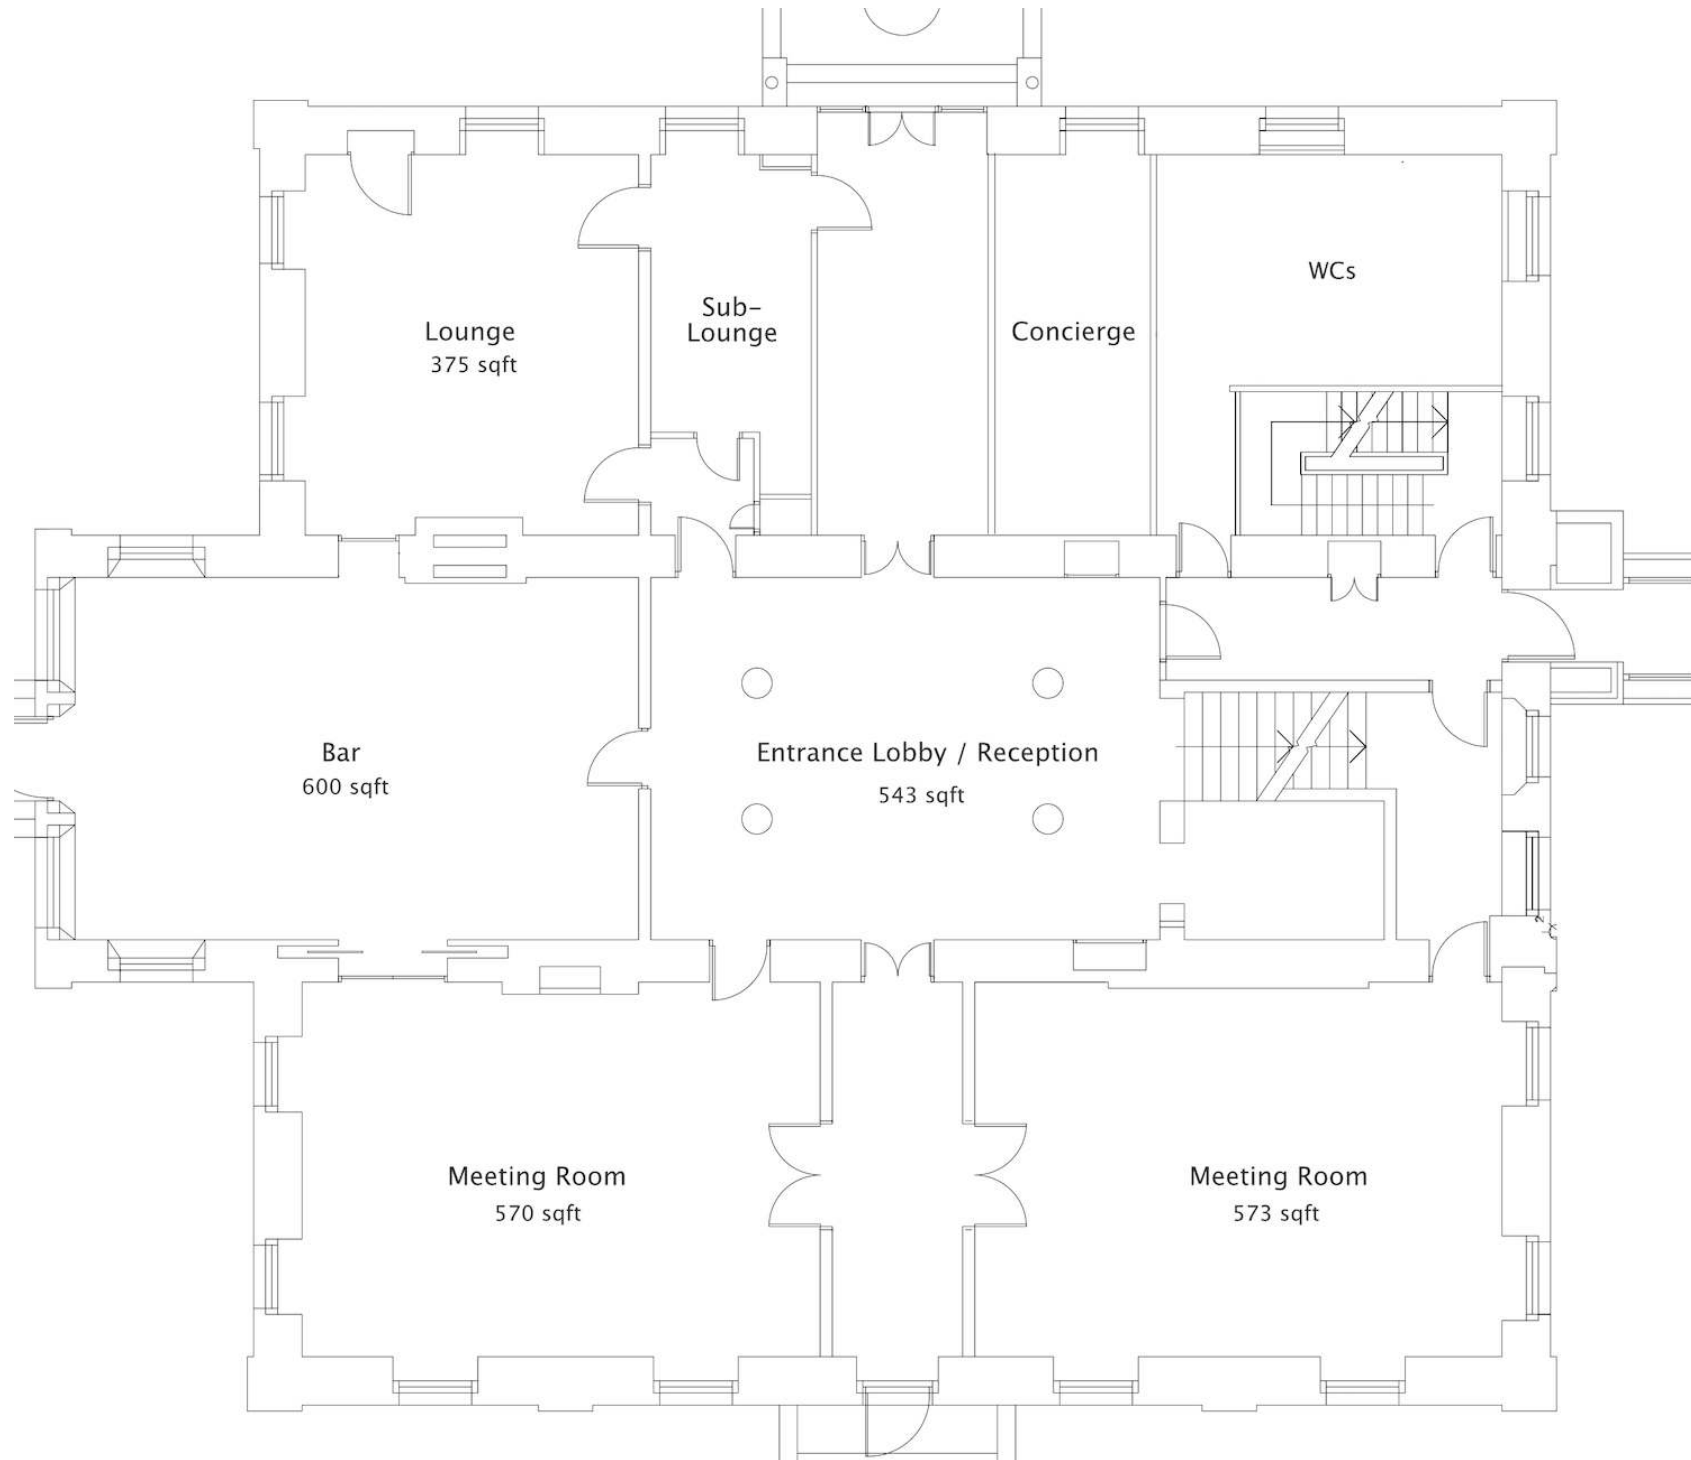 WCs
Sub-
Lounge
Lounge
375 sqft
Concierge
Bar
600 sqft
Entrance Lobby / Reception
543 sqft
Meeting Room
570 sqft
Meeting Room
573 sqft